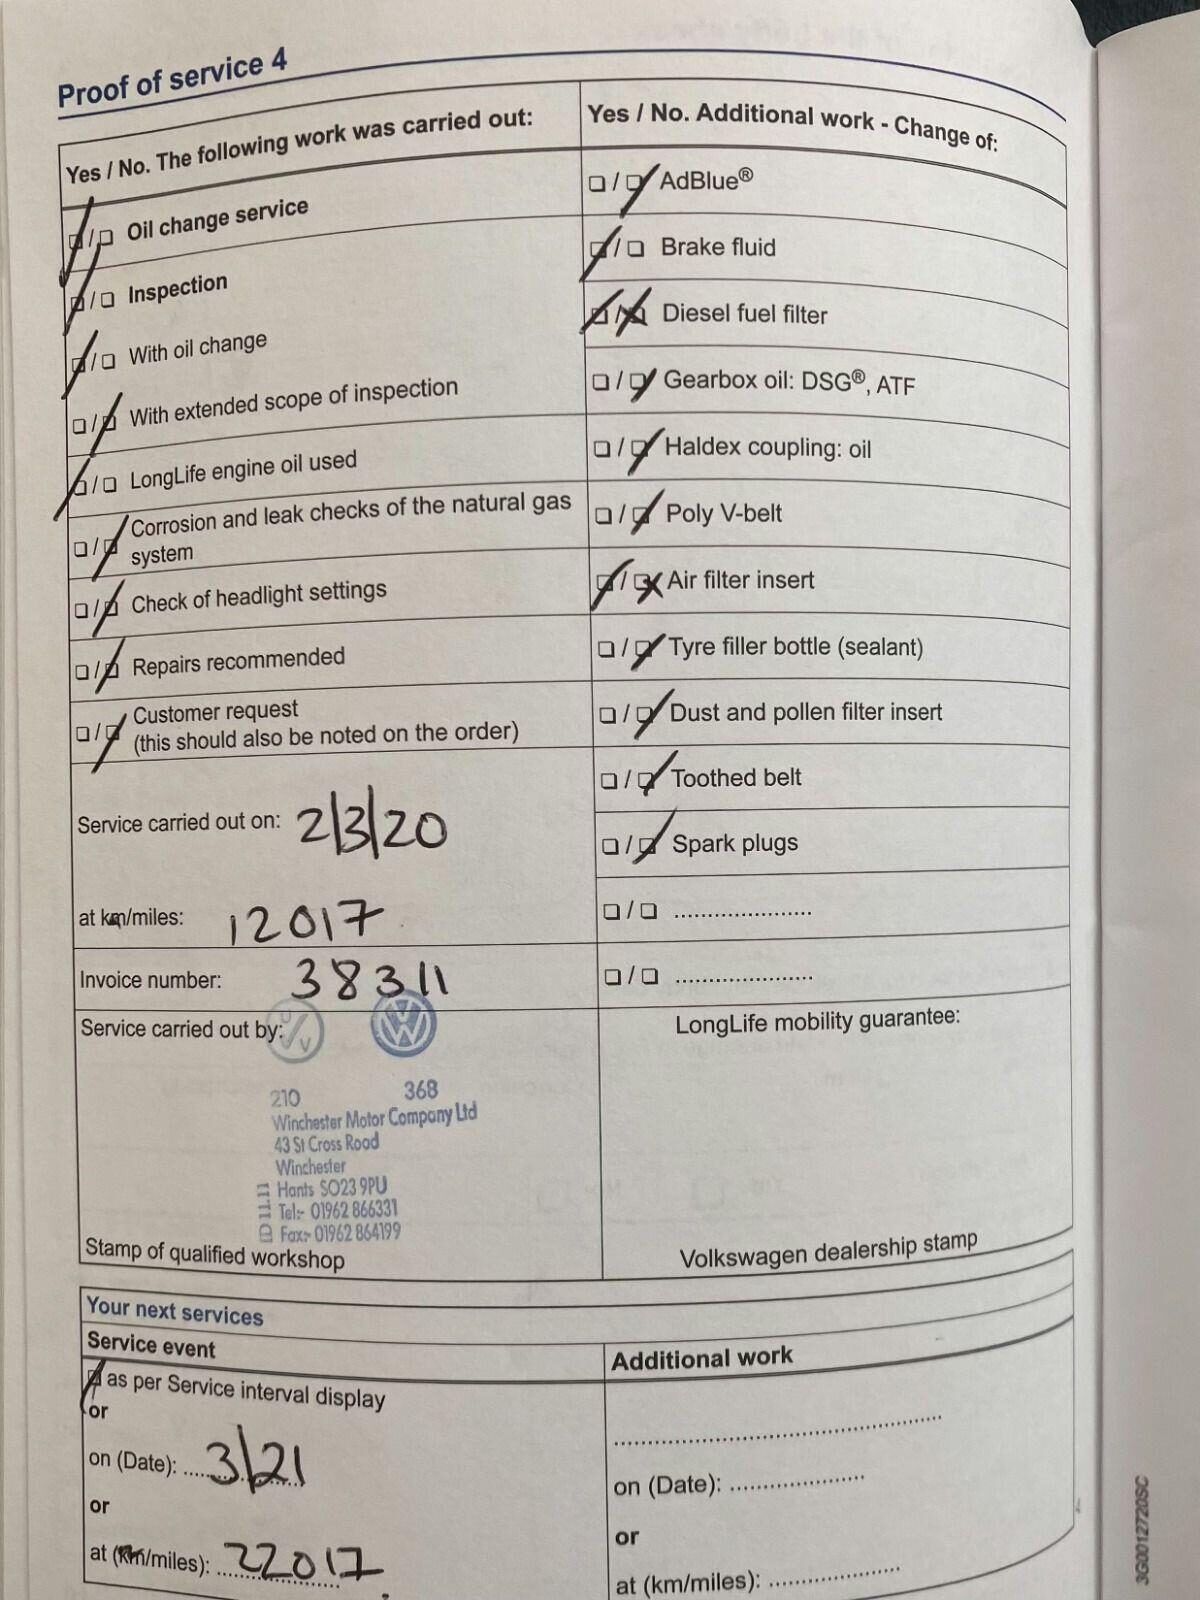 Proof of service 4
Yes / No. The following work was carried out:
☐ / ☐ Oil change service
☐ / ☐ Inspection
☐ / ☐ With oil change
☐ / ☐ With extended scope of inspection
☐ / ☐ LongLife engine oil used
☐ / ☐ Corrosion and leak checks of the natural gas
system
☐ / ☐ Check of headlight settings
☐ / ☐ Repairs recommended
☐ / ☐ Customer request
(this should also be noted on the order)
Service carried out on: 2/3/20
at km/miles: 12017
Invoice number: 38311
Service carried out by:
UVV
VW
210 368
Winchester Motor Company Ltd
43 St Cross Road
Winchester
Hants SO23 9PU
Tel:- 01962 866331
Fax:- 01962 864199
Stamp of qualified workshop
Yes / No. Additional work - Change of:
☐ / ☐ AdBlue®
☐ / ☐ Brake fluid
☐ / ☐ Diesel fuel filter
☐ / ☐ Gearbox oil: DSG®, ATF
☐ / ☐ Haldex coupling: oil
☐ / ☐ Poly V-belt
☐ / ☐ Air filter insert
☐ / ☐ Tyre filler bottle (sealant)
☐ / ☐ Dust and pollen filter insert
☐ / ☐ Toothed belt
☐ / ☐ Spark plugs
☐ / ☐ .....................
☐ / ☐ .....................
LongLife mobility guarantee:
Volkswagen dealership stamp
Your next services
Service event
☐ as per Service interval display
or
on (Date): 3/21
or
at (km/miles): 22017
Additional work
..................................................
on (Date): ....................
or
at (km/miles): ....................
3G0012720SC